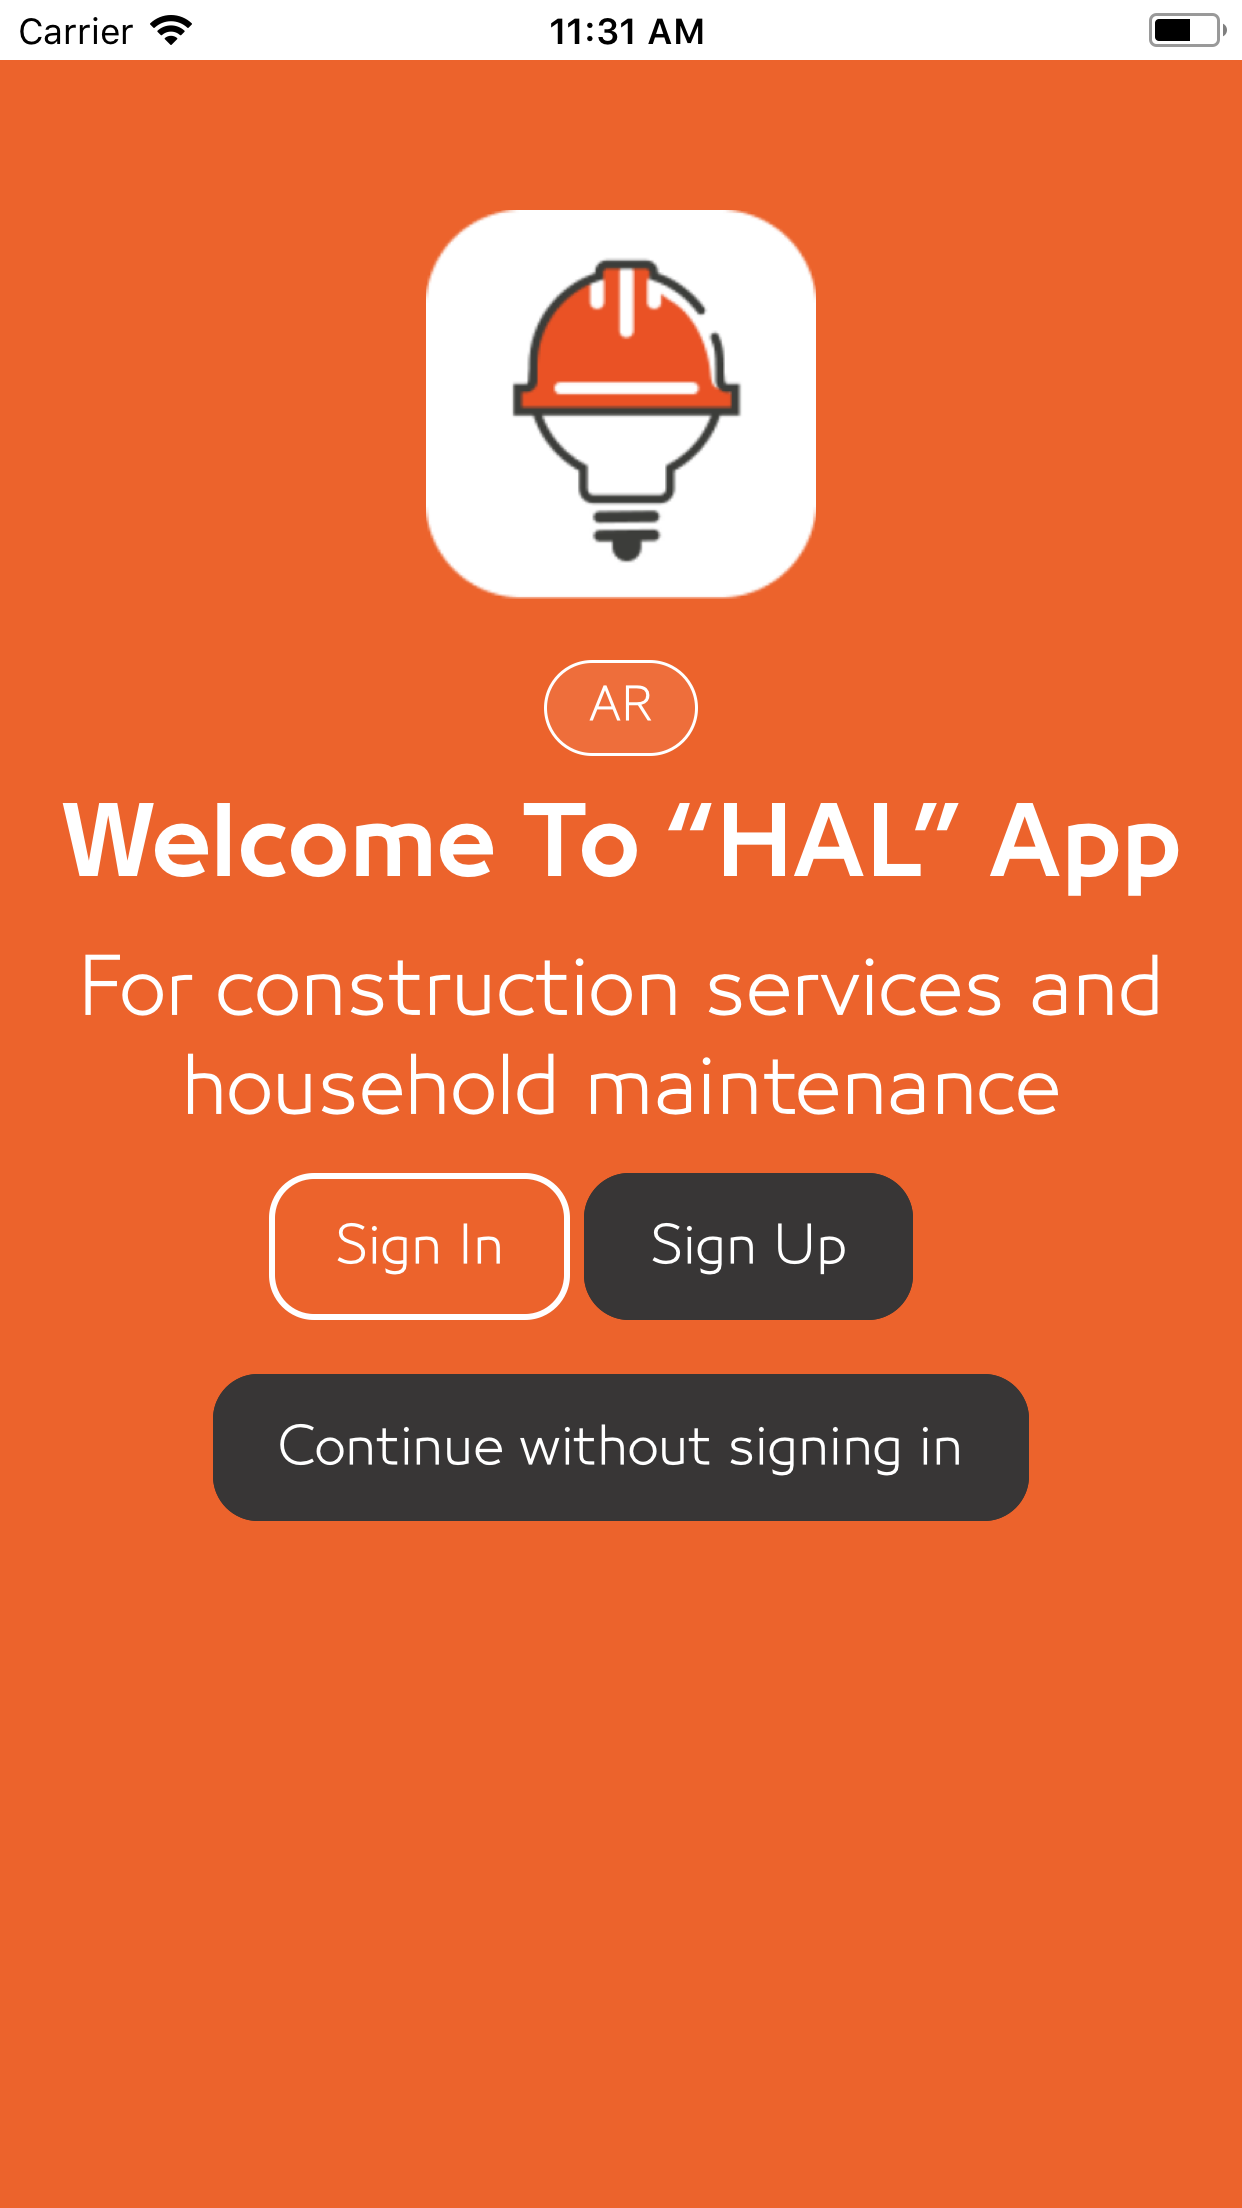 Carrier 11:31 AM
AR
Welcome To “HAL” App
For construction services and
household maintenance
Sign In Sign Up
Continue without signing in